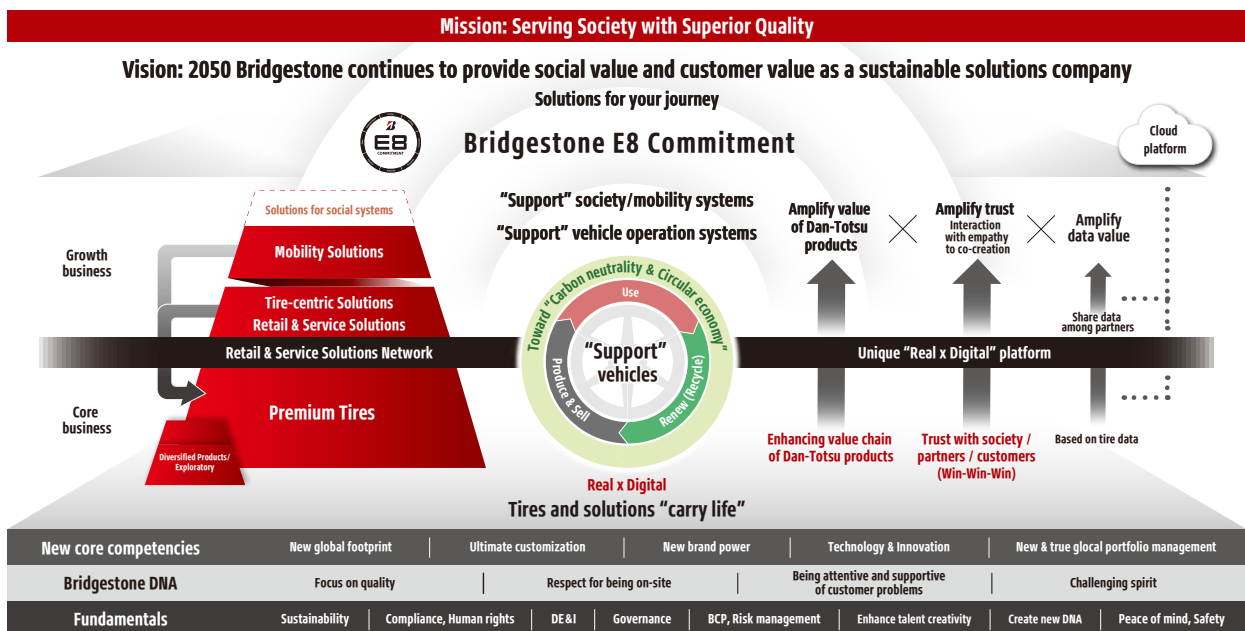 Mission: Serving Society with Superior Quality
Vision: 2050 Bridgestone continues to provide social value and customer value as a sustainable solutions company
Solutions for your journey
E8
COMMITMENT
Bridgestone E8 Commitment
Cloud
platform
Growth
business
Core
business
Solutions for social systems
Mobility Solutions
Tire-centric Solutions
Retail & Service Solutions
Retail & Service Solutions Network
Premium Tires
Diversified Products/
Exploratory
“Support” society/mobility systems
“Support” vehicle operation systems
Toward “Carbon neutrality & Circular economy”
Use
Renew (Recycle)
Produce & Sell
“Support”
vehicles
Real x Digital
Tires and solutions “carry life”
Amplify value
of Dan-Totsu
products
Amplify trust
Interaction
with empathy
to co-creation
Amplify
data value
Share data
among partners
Unique “Real x Digital” platform
Enhancing value chain
of Dan-Totsu products
Trust with society /
partners / customers
(Win-Win-Win)
Based on tire data
New core competencies
New global footprint
Ultimate customization
New brand power
Technology & Innovation
New & true glocal portfolio management
Bridgestone DNA
Focus on quality
Respect for being on-site
Being attentive and supportive
of customer problems
Challenging spirit
Fundamentals
Sustainability
Compliance, Human rights
DE&I
Governance
BCP, Risk management
Enhance talent creativity
Create new DNA
Peace of mind, Safety